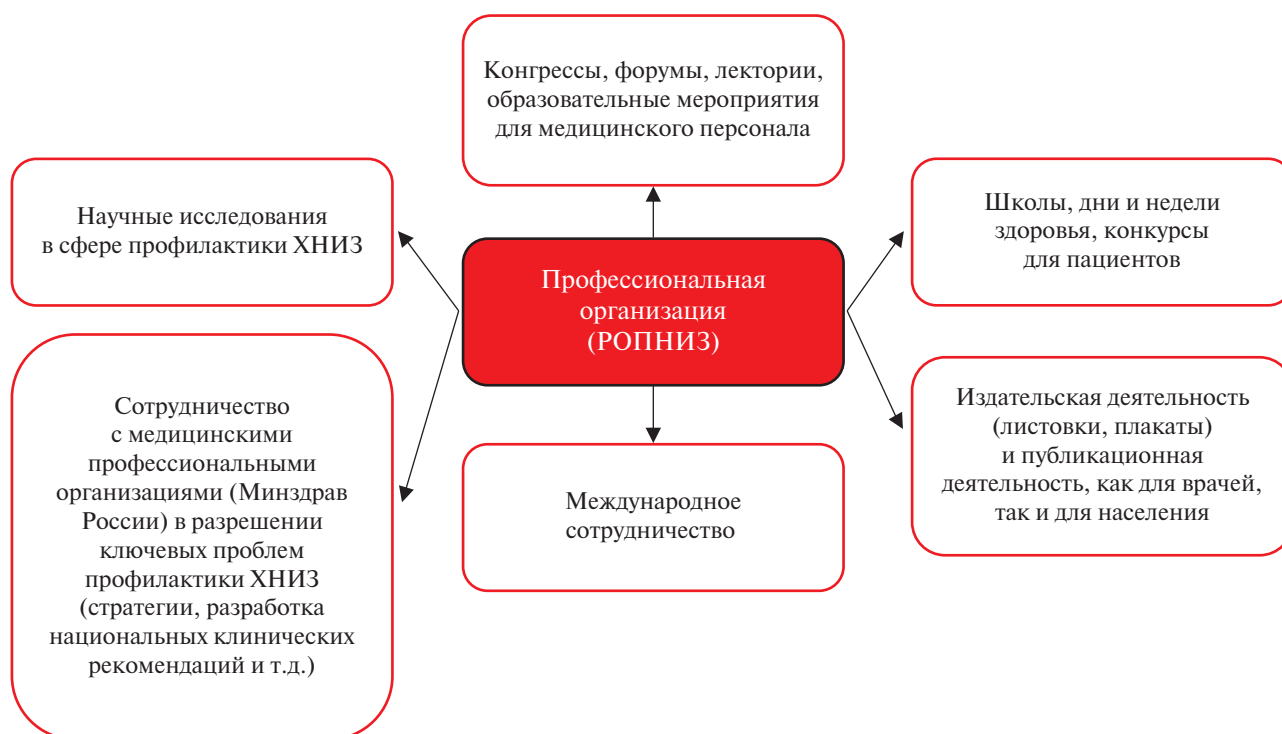 Конгрессы, форумы, лектории,
образовательные мероприятия
для медицинского персонала
Научные исследования
в сфере профилактики ХНИЗ
Школы, дни и недели
здоровья, конкурсы
для пациентов
Профессиональная
организация
(РОПНИЗ)
Сотрудничество
с медицинскими
профессиональными
организациями (Минздрав
России) в разрешении
ключевых проблем
профилактики ХНИЗ
(стратегии, разработка
национальных клинических
рекомендаций и т.д.)
Международное
сотрудничество
Издательская деятельность
(листовки, плакаты)
и публикационная
деятельность, как для врачей,
так и для населения